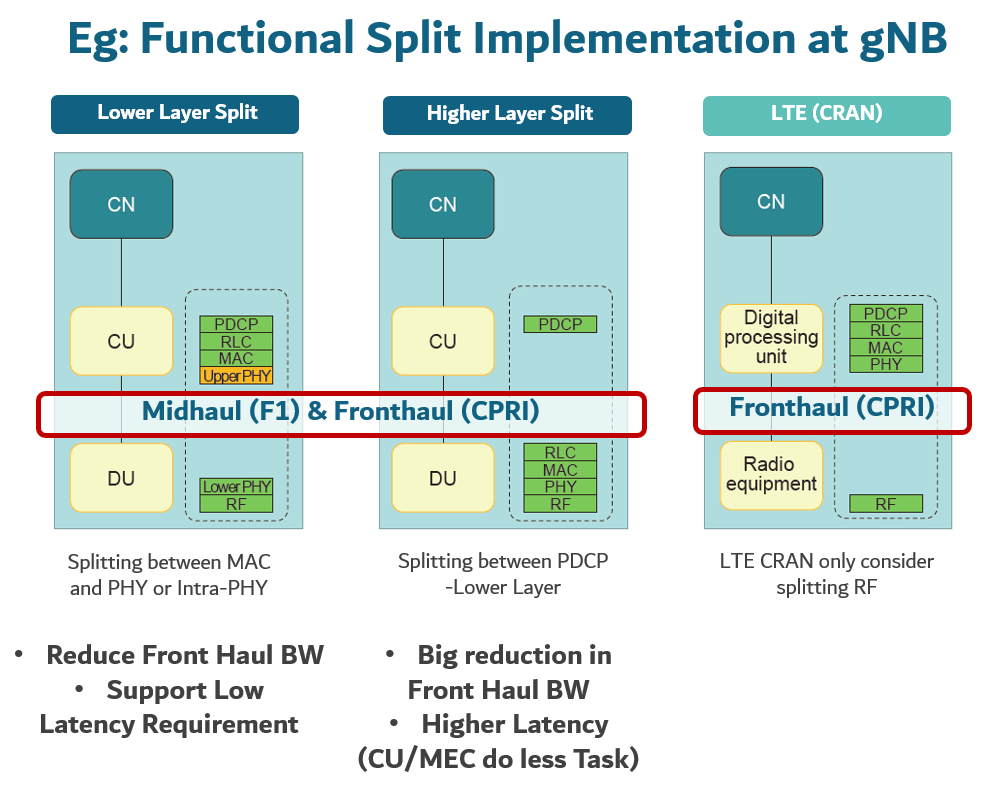 Eg: Functional Split Implementation at gNB
Lower Layer Split
CN
CU
PDCP
RLC
MAC
Upper PHY
Midhaul (F1) & Fronthaul (CPRI)
DU
Lower PHY
RF
Splitting between MAC
and PHY or Intra-PHY
• Reduce Front Haul BW
• Support Low
Latency Requirement
Higher Layer Split
CN
CU
PDCP
DU
RLC
MAC
PHY
RF
Splitting between PDCP
-Lower Layer
• Big reduction in
Front Haul BW
• Higher Latency
(CU/MEC do less Task)
LTE (CRAN)
CN
Digital
processing
unit
PDCP
RLC
MAC
PHY
Fronthaul (CPRI)
Radio
equipment
RF
LTE CRAN only consider
splitting RF